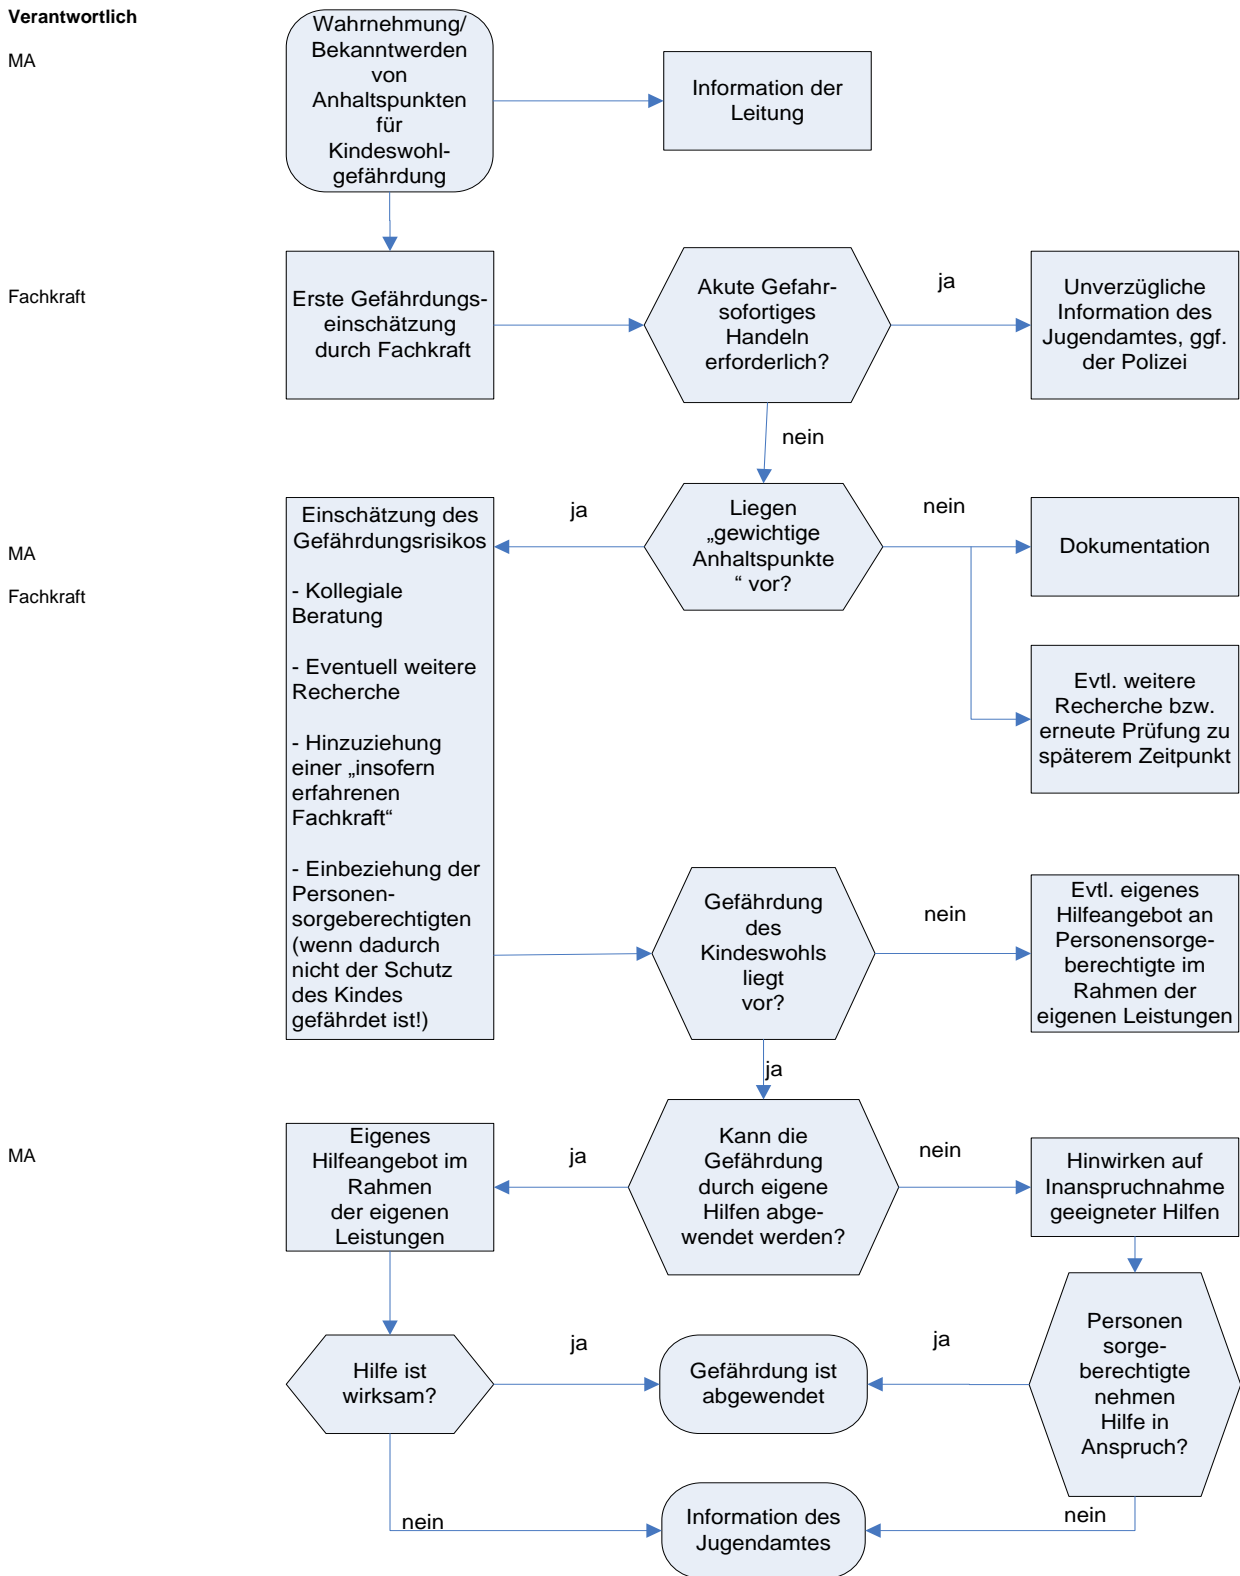 Verantwortlich
MA
Wahrnehmung/
Bekanntwerden
von
Anhaltspunkten
für
Kindeswohl-
gefährdung
Information der
Leitung
Fachkraft
Erste Gefährdungs-
einschätzung
durch Fachkraft
Akute Gefahr-
sofortiges
Handeln
erforderlich?
ja
Unverzügliche
Information des
Jugendamtes, ggf.
der Polizei
nein
MA
Fachkraft
Einschätzung des
Gefährdungsrisikos
- Kollegiale
Beratung
- Eventuell weitere
Recherche
- Hinzuziehung
einer „insofern
erfahrenen
Fachkraft“
- Einbeziehung der
Personen-
sorgeberechtigten
(wenn dadurch
nicht der Schutz
des Kindes
gefährdet ist!)
ja
Liegen
„gewichtige
Anhaltspunkte
“ vor?
nein
Dokumentation
Evtl. weitere
Recherche bzw.
erneute Prüfung zu
späterem Zeitpunkt
Gefährdung
des
Kindeswohls
liegt
vor?
nein
Evtl. eigenes
Hilfeangebot an
Personensorge-
berechtigte im
Rahmen der
eigenen Leistungen
ja
MA
Eigenes
Hilfeangebot im
Rahmen
der eigenen
Leistungen
ja
Kann die
Gefährdung
durch eigene
Hilfen abge-
wendet werden?
nein
Hinwirken auf
Inanspruchnahme
geeigneter Hilfen
Hilfe ist
wirksam?
ja
Gefährdung ist
abgewendet
ja
Personen
sorge-
berechtigte
nehmen
Hilfe in
Anspruch?
nein
Information des
Jugendamtes
nein